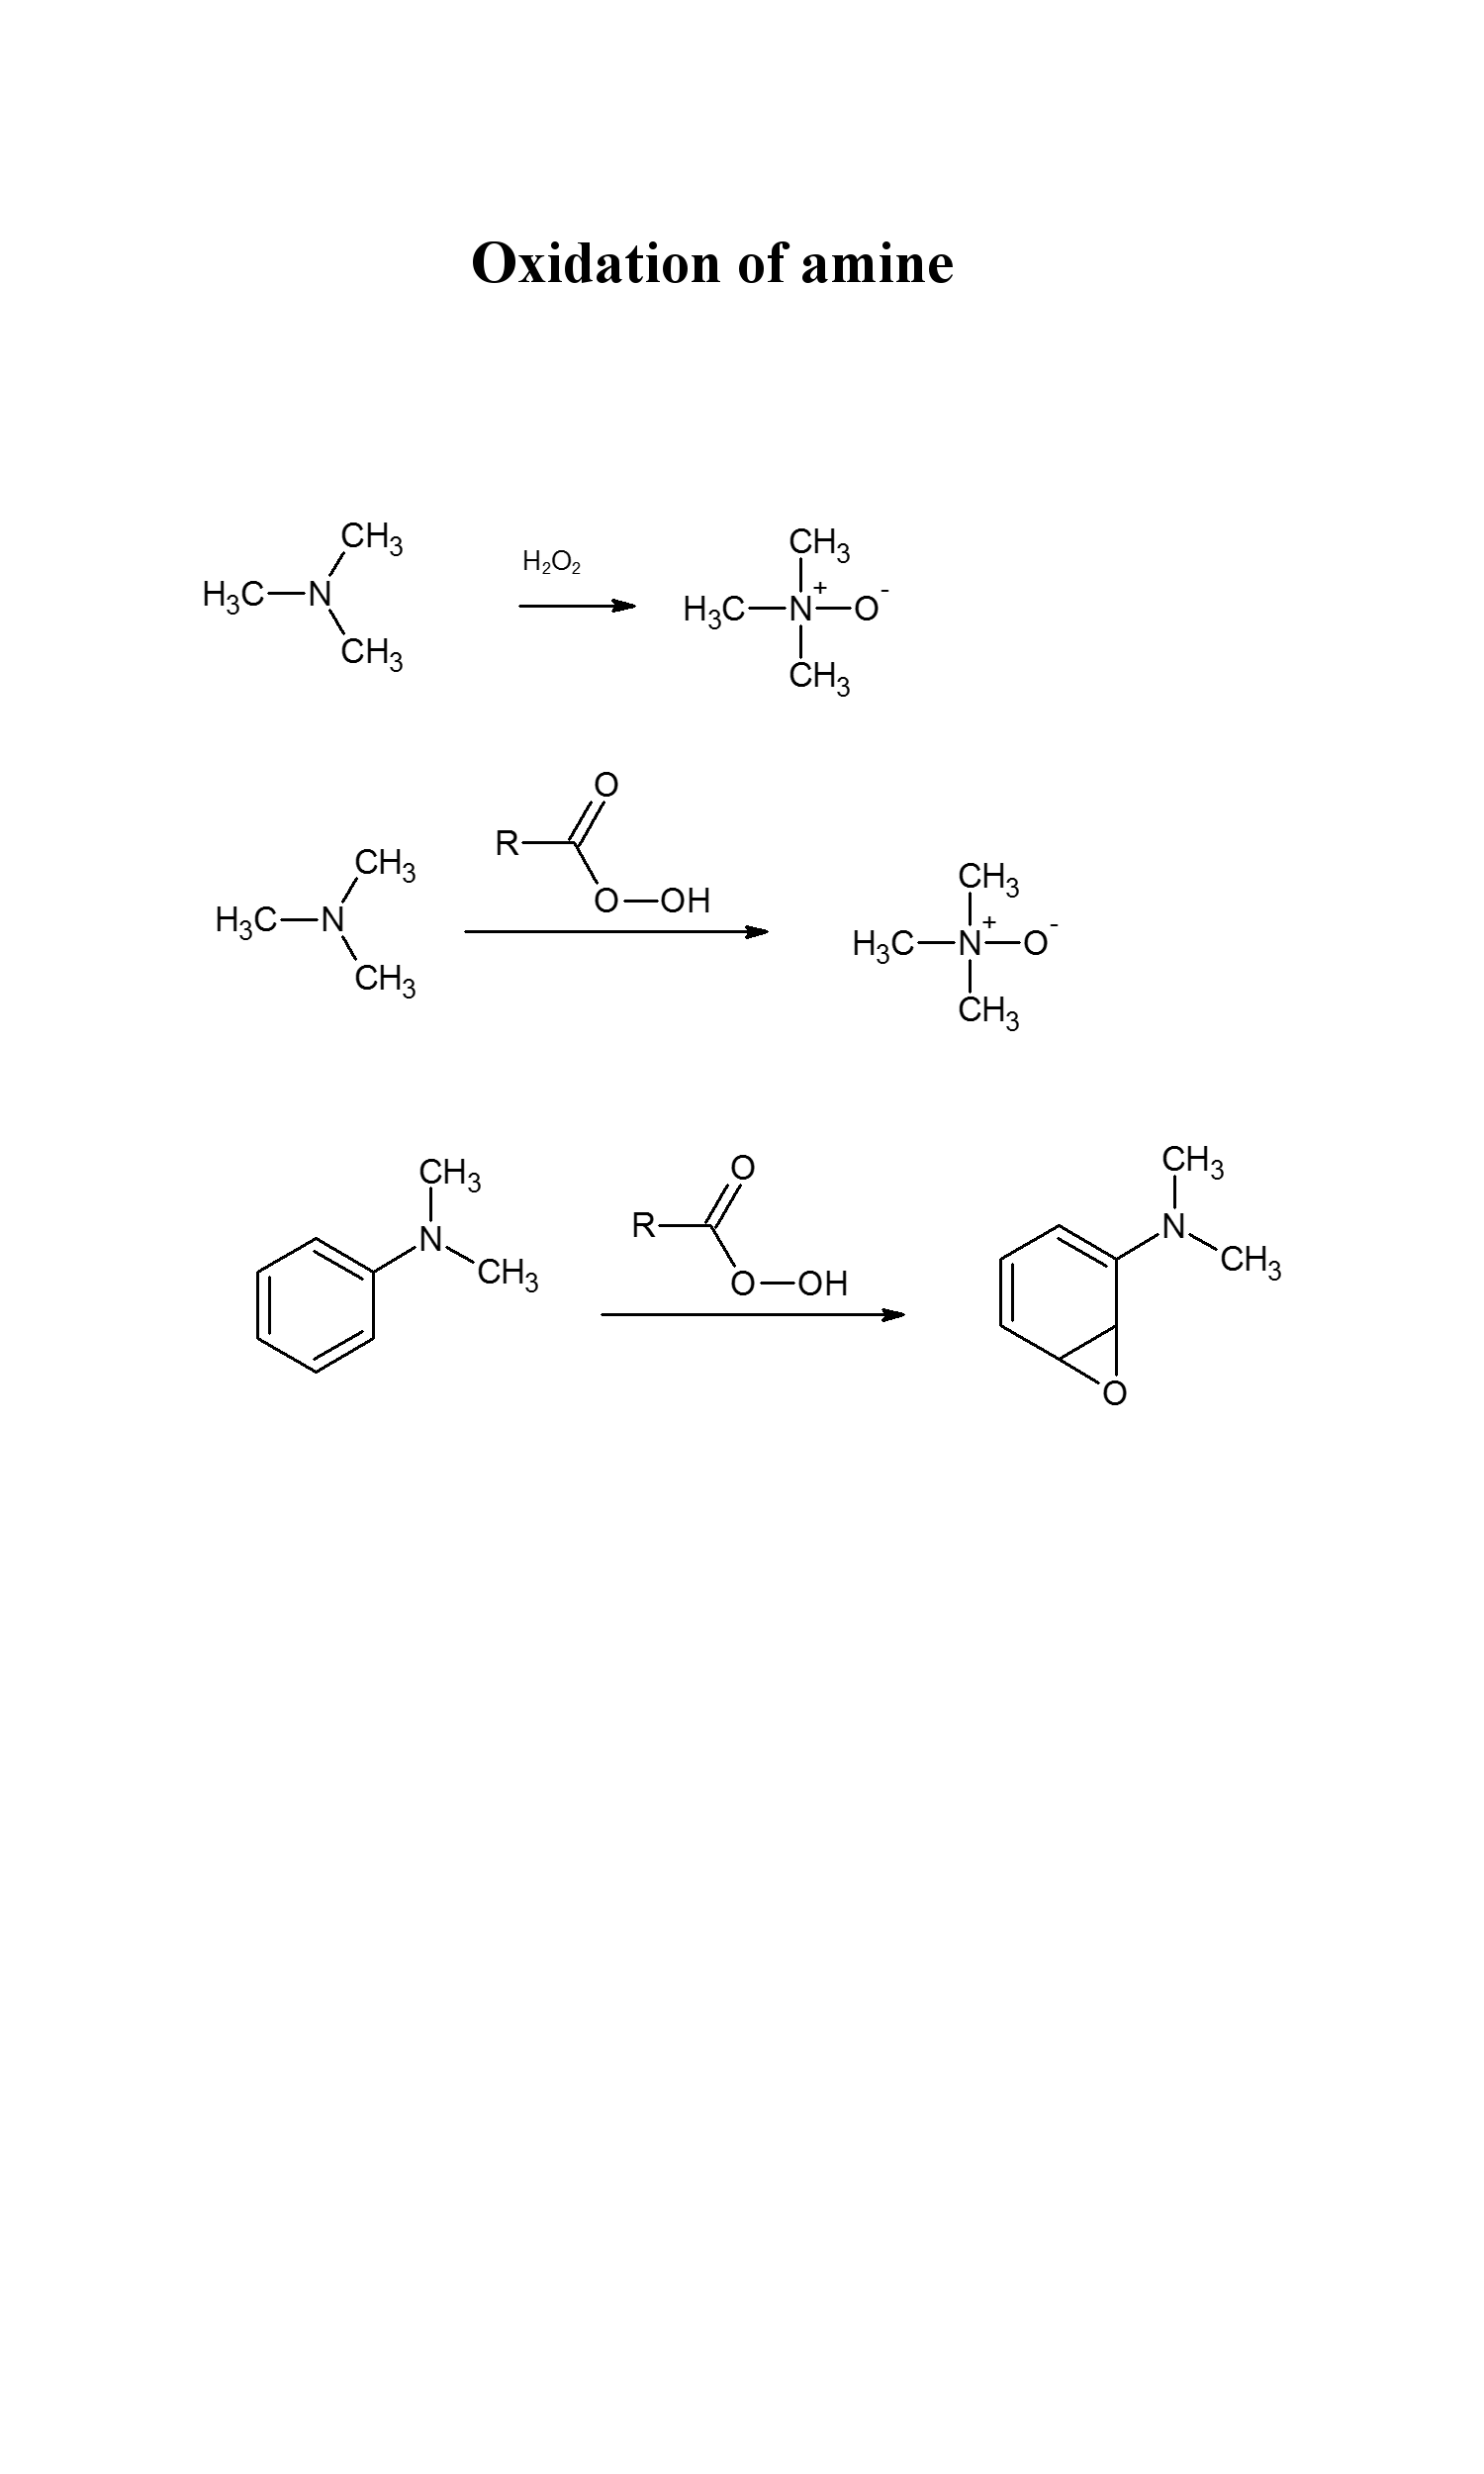 Oxidation of amine
CH3
H3C N
CH3
H2O2
CH3
H3C N+ O-
CH3
O
R
O OH
CH3
H3C N
CH3
CH3
H3C N+ O-
CH3
CH3
N
CH3
O
R
O OH
CH3
N
CH3
O